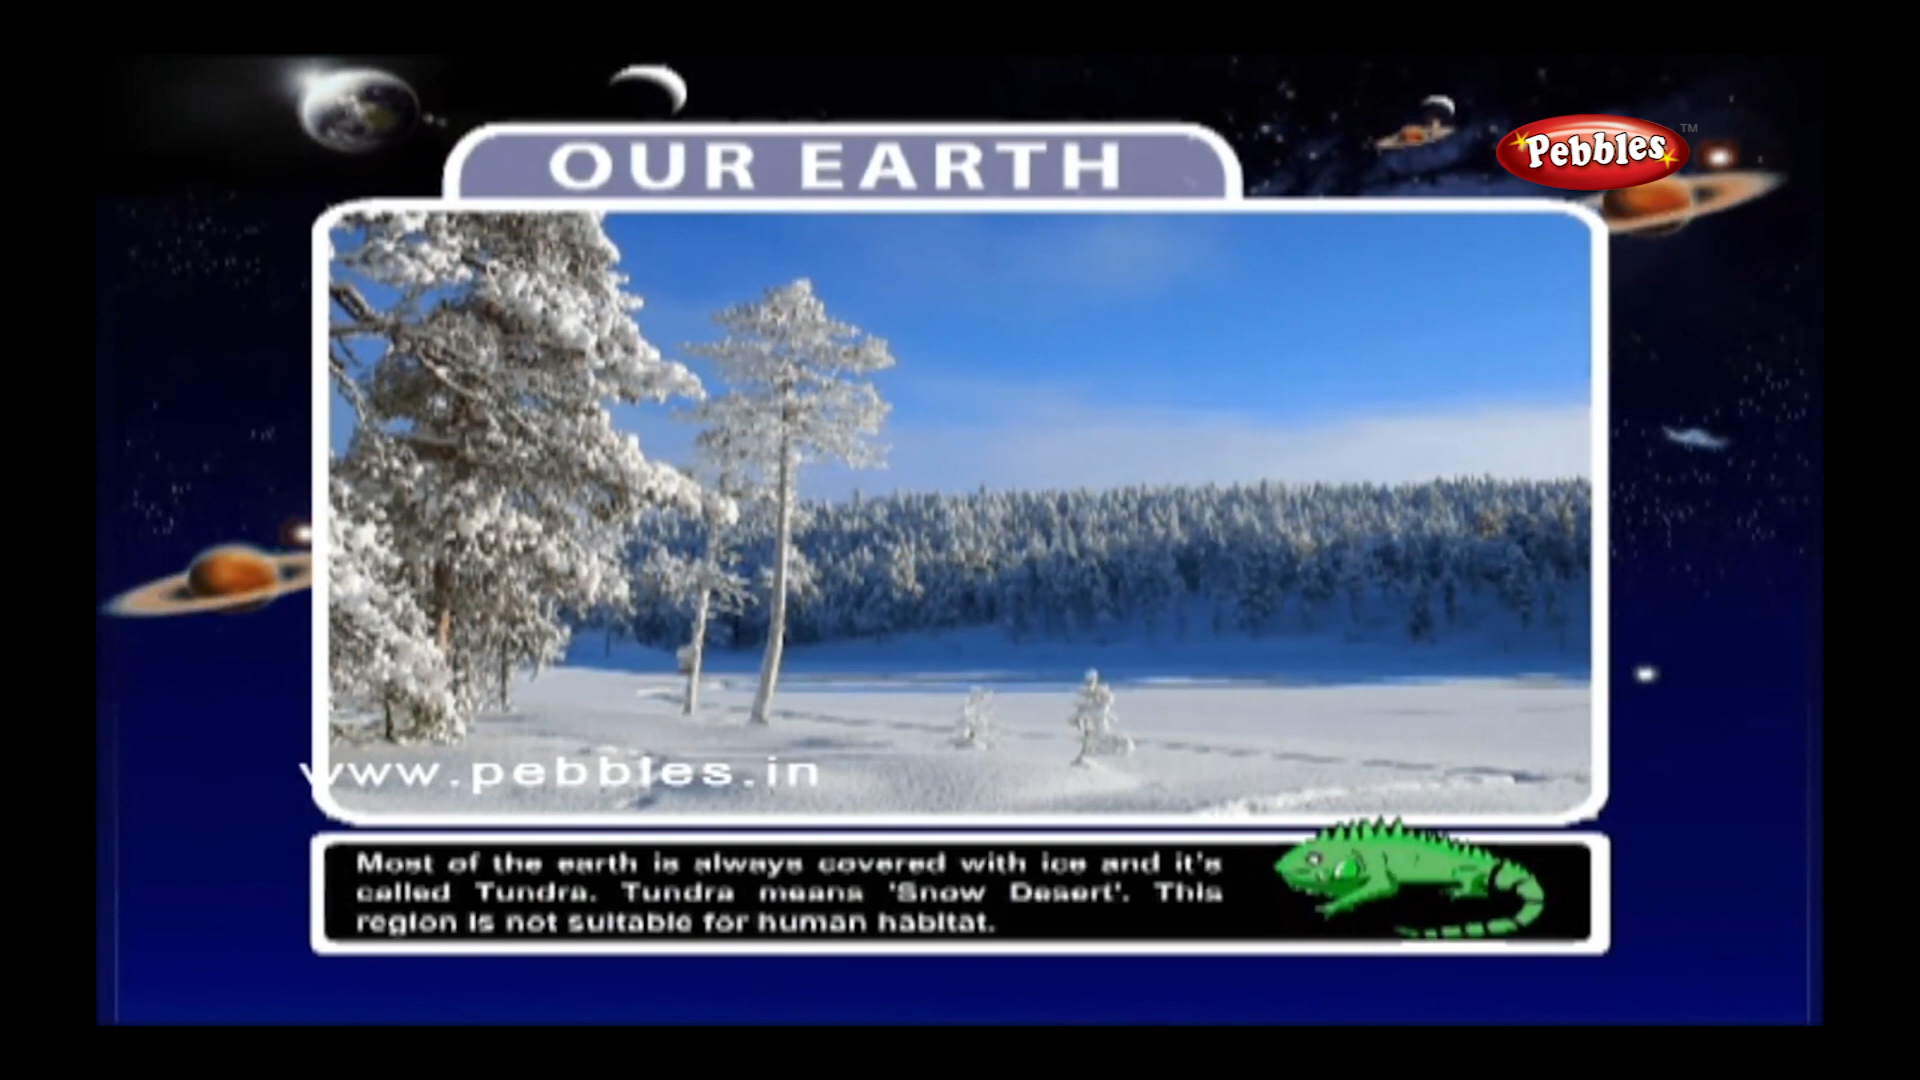 OUR EARTH
Pebbles™
www.pebbles.in
Most of the earth is always covered with ice and it's
called Tundra. Tundra means 'Snow Desert'. This
region is not suitable for human habitat.